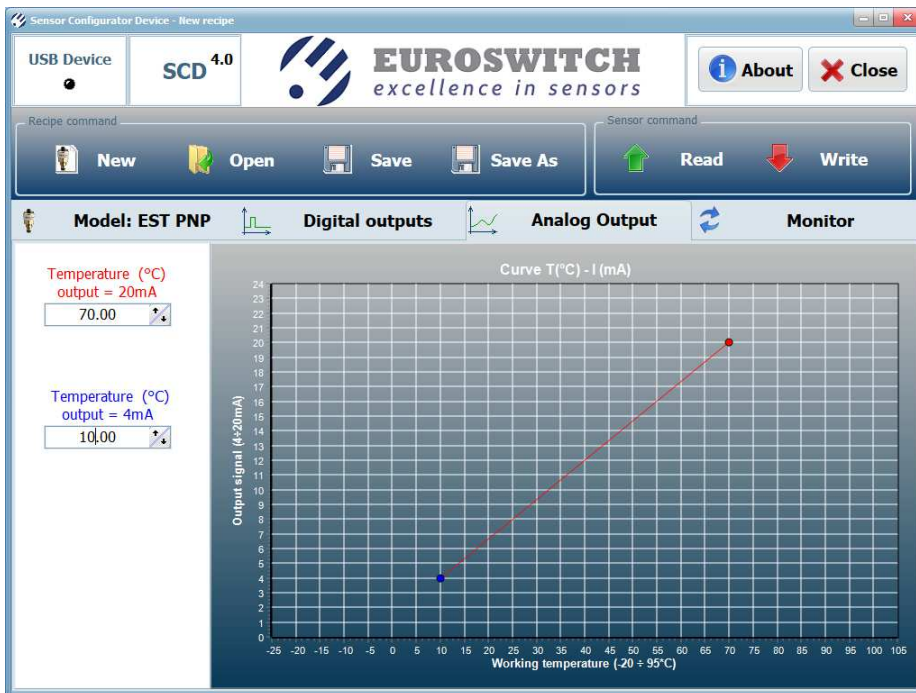 Sensor Configurator Device - New recipe
USB Device
SCD 4.0
EUROSWITCH
excellence in sensors
About
Close
Recipe command
New
Open
Save
Save As
Sensor command
Read
Write
Model: EST PNP
Digital outputs
Analog Output
Monitor
Temperature (°C)
output = 20mA
70.00
Temperature (°C)
output = 4mA
10.00
Curve T(°C) - I (mA)
Output signal (4÷20mA)
24
23
22
21
20
19
18
17
16
15
14
13
12
11
10
9
8
7
6
5
4
3
2
1
0
-25 -20 -15 -10 -5 0 5 10 15 20 25 30 35 40 45 50 55 60 65 70 75 80 85 90 95 100 105
Working temperature (-20 ÷ 95°C)